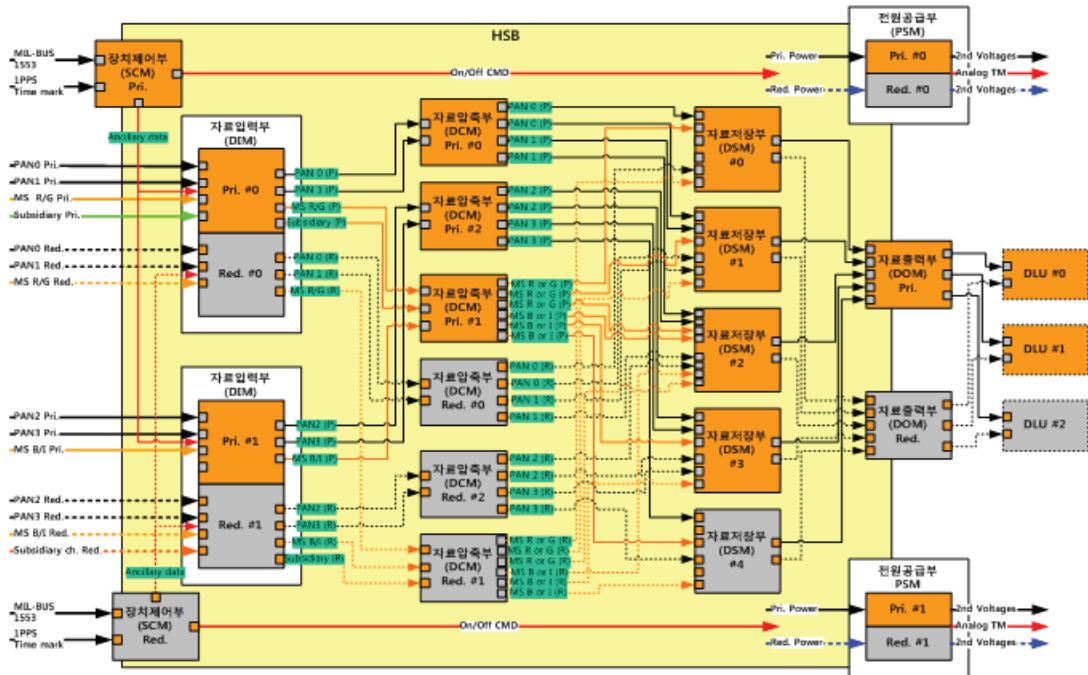 HSB
MIL-BUS
1553
1PPS
Time mark
장치제어부
(SCM)
Pri.
On/Off CMD
전원공급부
(PSM)
Pri. Power
Pri. #0
2nd Voltages
Analog TM
Red. Power
Red. #0
2nd Voltages
Ancillary data
자료입력부
(DIM)
PAN0 Pri.
PAN1 Pri.
MS R/G Pri.
Subsidiary Pri.
Pri. #0
PAN 0 (P)
PAN 1 (P)
MS R/G (P)
Subsidiary (P)
PAN0 Red.
PAN1 Red.
MS R/G Red.
Red. #0
PAN 0 (R)
PAN 1 (R)
MS R/G (R)
자료입력부
(DIM)
PAN2 Pri.
PAN3 Pri.
MS B/I Pri.
Pri. #1
PAN2 (P)
PAN3 (P)
MS B/I (P)
PAN2 Red.
PAN3 Red.
MS B/I Red.
Subsidiary ch. Red.
Red. #1
PAN2 (R)
PAN3 (R)
MS B/I (R)
Subsidiary (R)
Ancillary data
자료압축부
(DCM)
Pri. #0
PAN 0 (P)
PAN 0 (P)
PAN 1 (P)
PAN 1 (P)
자료압축부
(DCM)
Pri. #2
PAN 2 (P)
PAN 2 (P)
PAN 3 (P)
PAN 3 (P)
자료압축부
(DCM)
Pri. #1
MS R or G (P)
MS R or G (P)
MS R or G (P)
MS B or I (P)
MS B or I (P)
MS B or I (P)
자료압축부
(DCM)
Red. #0
PAN 0 (R)
PAN 0 (R)
PAN 1 (R)
PAN 1 (R)
자료압축부
(DCM)
Red. #2
PAN 2 (R)
PAN 2 (R)
PAN 3 (R)
PAN 3 (R)
자료압축부
(DCM)
Red. #1
MS R or G (R)
MS R or G (R)
MS R or G (R)
MS B or I (R)
MS B or I (R)
MS B or I (R)
자료저장부
(DSM)
#0
자료저장부
(DSM)
#1
자료저장부
(DSM)
#2
자료저장부
(DSM)
#3
자료저장부
(DSM)
#4
자료출력부
(DOM)
Pri.
자료출력부
(DOM)
Red.
DLU #0
DLU #1
DLU #2
MIL-BUS
1553
1PPS
Time mark
장치제어부
(SCM)
Red.
On/Off CMD
전원공급부
PSM
Pri. Power
Pri. #1
2nd Voltages
Analog TM
Red. Power
Red. #1
2nd Voltages